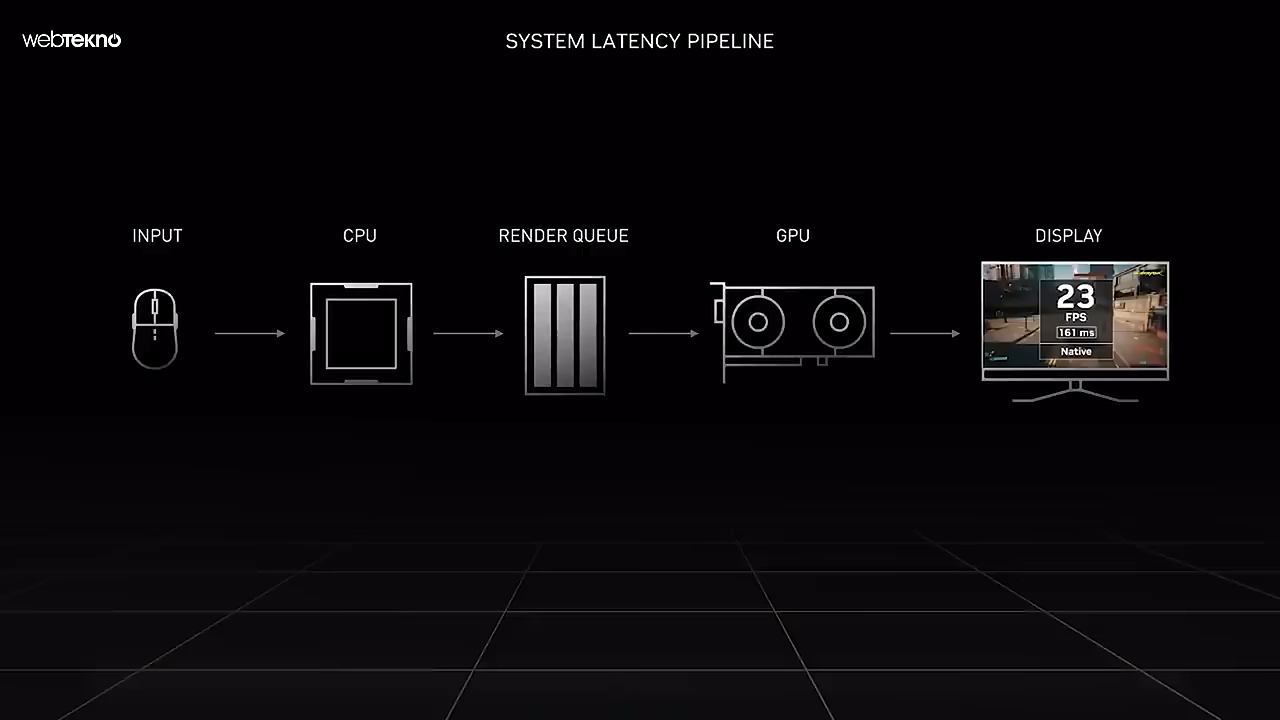 webtekno
SYSTEM LATENCY PIPELINE
INPUT
CPU
RENDER QUEUE
GPU
DISPLAY
23
FPS
161 ms
Native